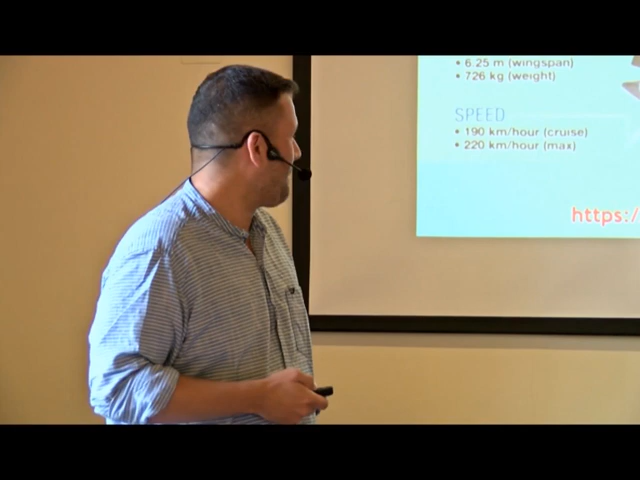 • 6.25 m (wingspan)
• 726 kg (weight)
SPEED
• 190 km/hour (cruise)
• 220 km/hour (max)
https:/